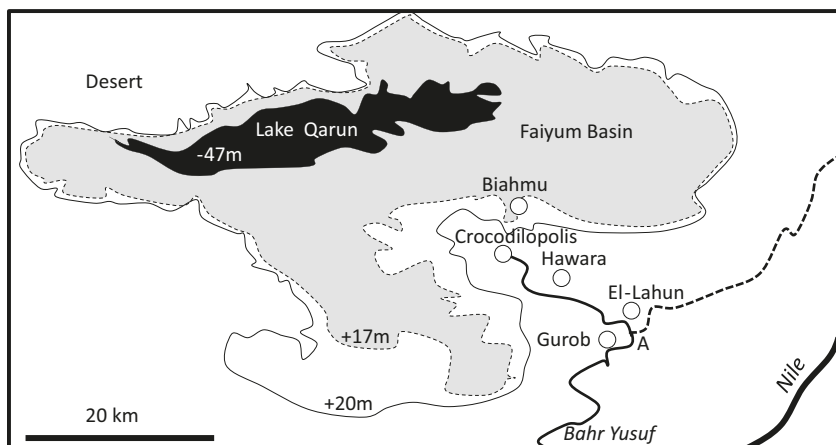 Desert
Lake Qarun
-47m
Faiyum Basin
Biahmu
Crocodilopolis
Hawara
El-Lahun
Gurob
A
+17m
+20m
20 km
Bahr Yusuf
Nile